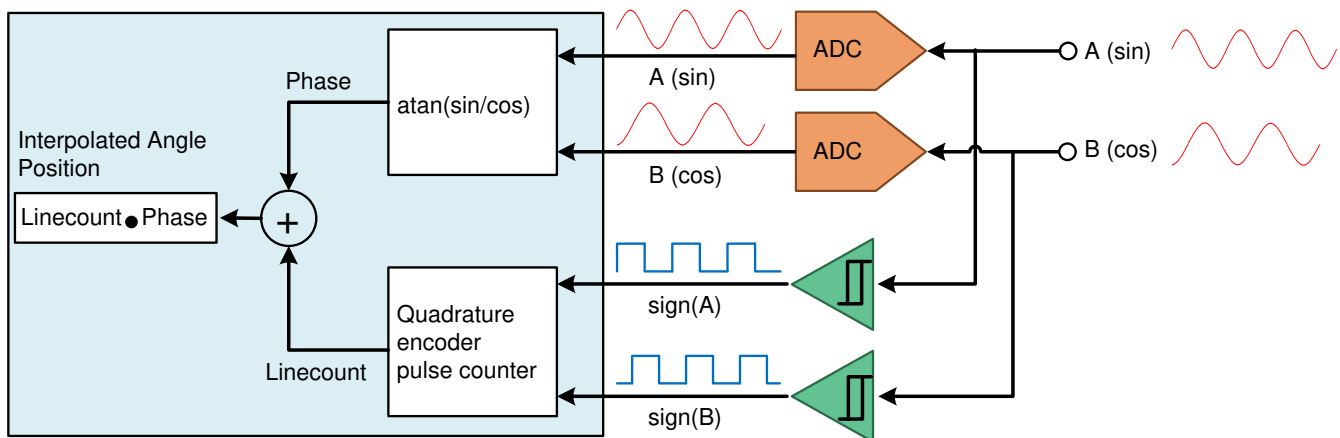 Phase
atan(sin/cos)
A (sin)
ADC
A (sin)
B (cos)
ADC
B (cos)
Interpolated Angle
Position
Linecount ● Phase
+
Linecount
Quadrature
encoder
pulse counter
sign(A)
sign(B)